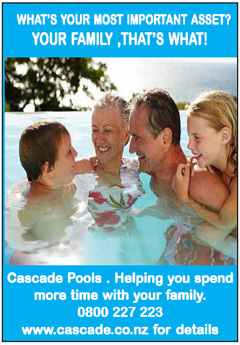 WHAT'S YOUR MOST IMPORTANT ASSET?
YOUR FAMILY ,THAT'S WHAT!
Cascade Pools . Helping you spend
more time with your family.
0800 227 223
www.cascade.co.nz for details